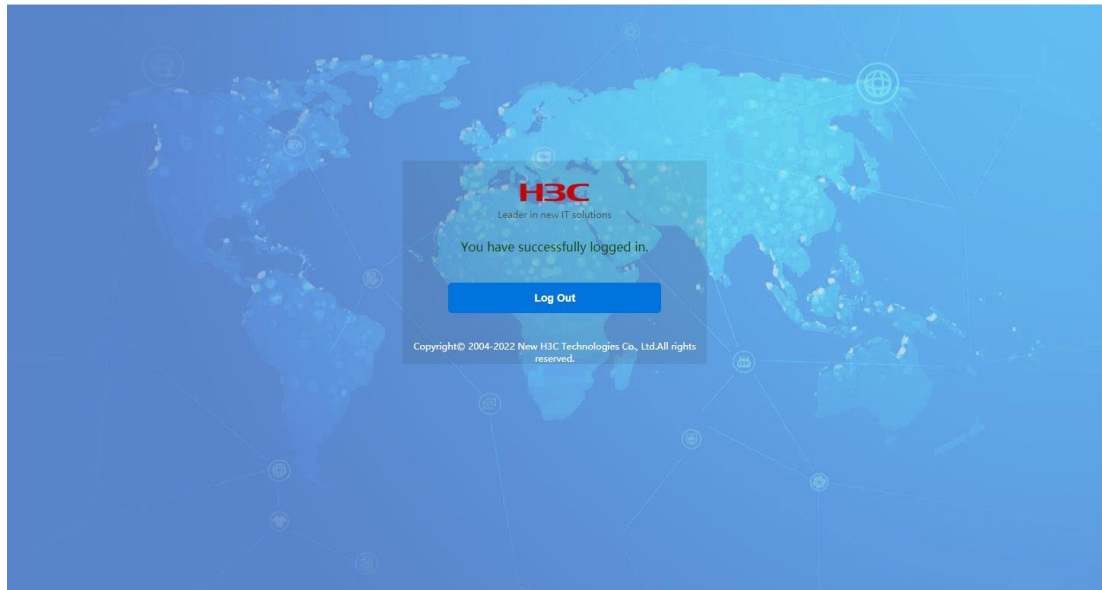 H3C
Leader in new IT solutions
You have successfully logged in.
Log Out
Copyright© 2004-2022 New H3C Technologies Co., Ltd.All rights
reserved.